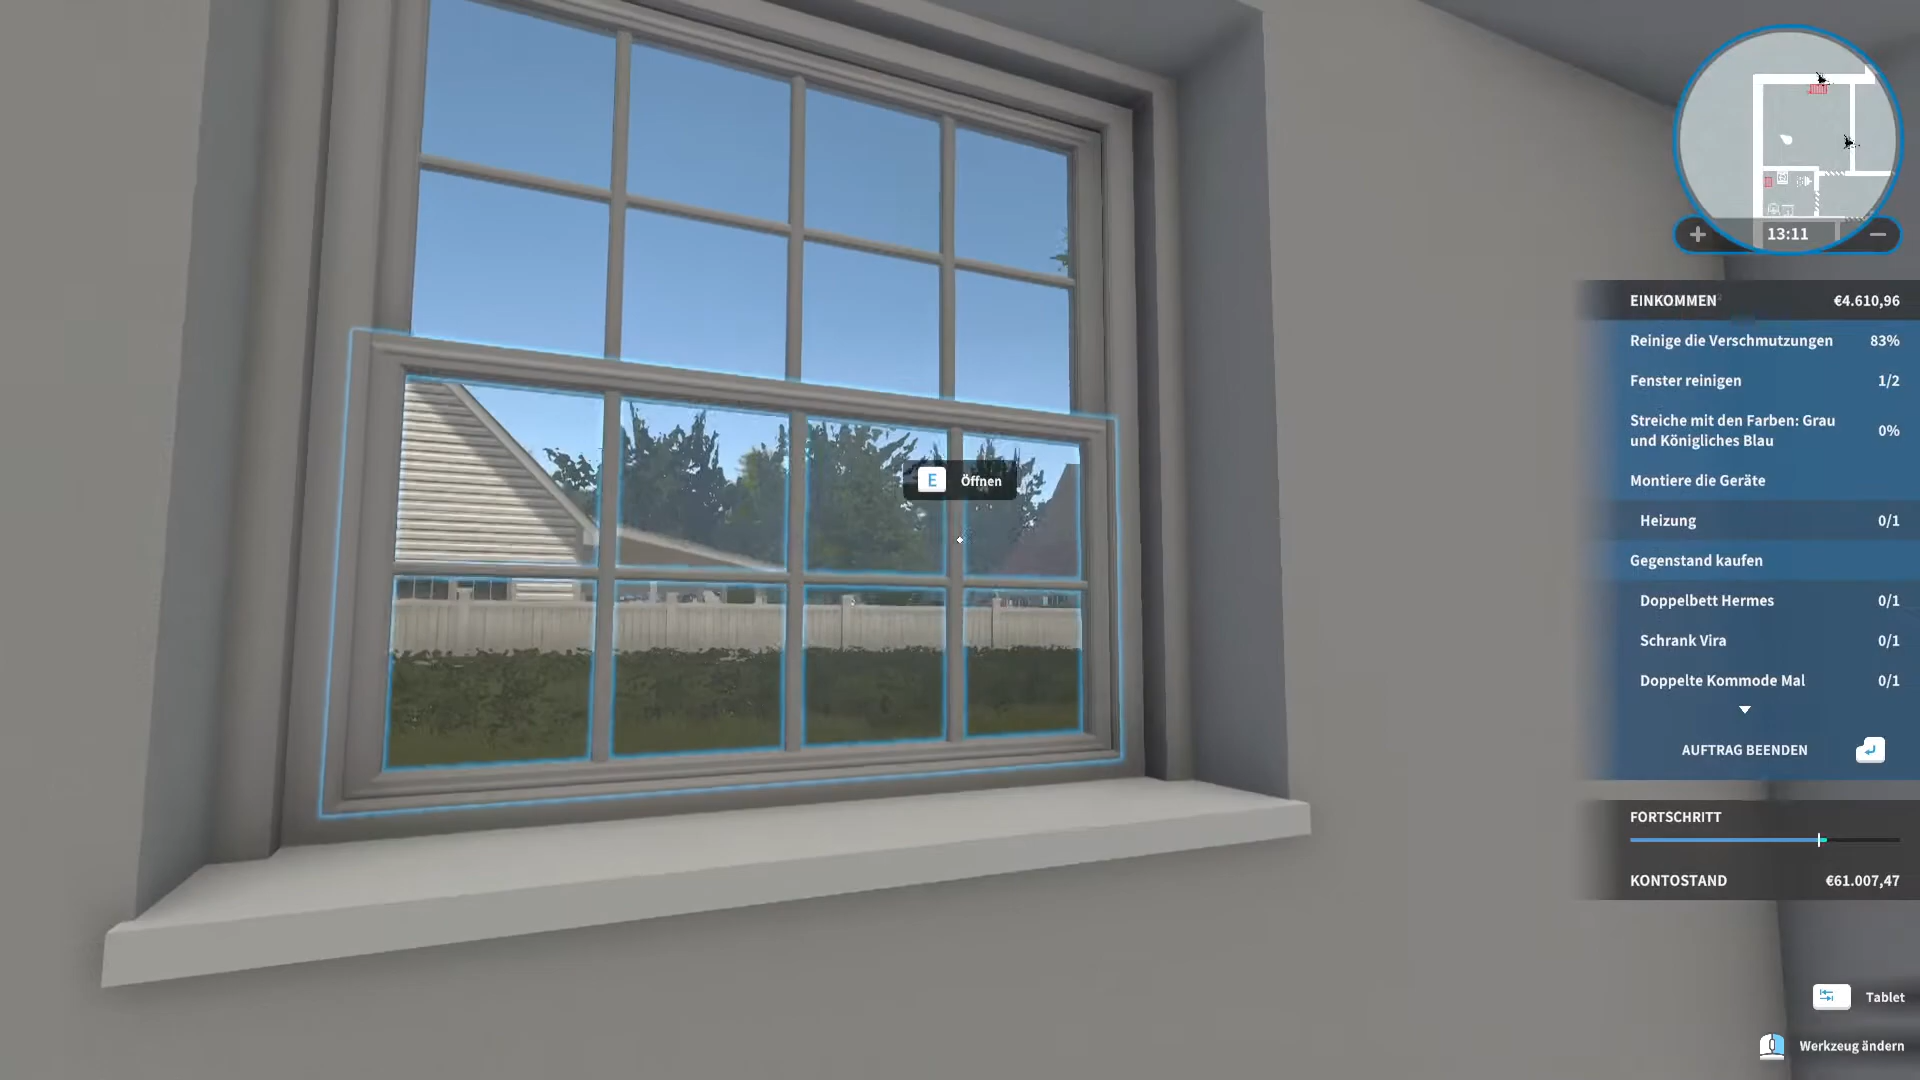 13:11
EINKOMMEN €4.610,96
Reinige die Verschmutzungen 83%
Fenster reinigen 1/2
Streiche mit den Farben: Grau
und Königliches Blau 0%
Montiere die Geräte
Heizung 0/1
Gegenstand kaufen
Doppelbett Hermes 0/1
Schrank Vira 0/1
Doppelte Kommode Mal 0/1
AUFTRAG BEENDEN
FORTSCHRITT
KONTOSTAND €61.007,47
E Öffnen
Tablet
Werkzeug ändern